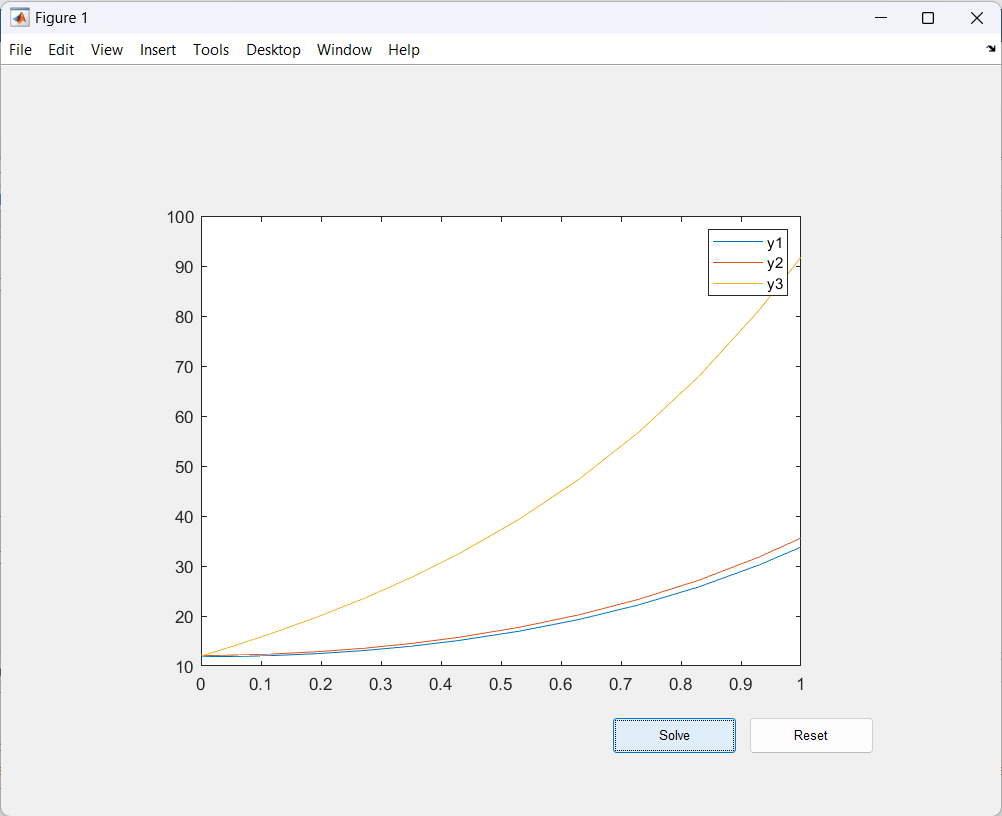 Figure 1
File Edit View Insert Tools Desktop Window Help
100
90
80
70
60
50
40
30
20
10
y1
y2
y3
0 0.1 0.2 0.3 0.4 0.5 0.6 0.7 0.8 0.9 1
Solve Reset